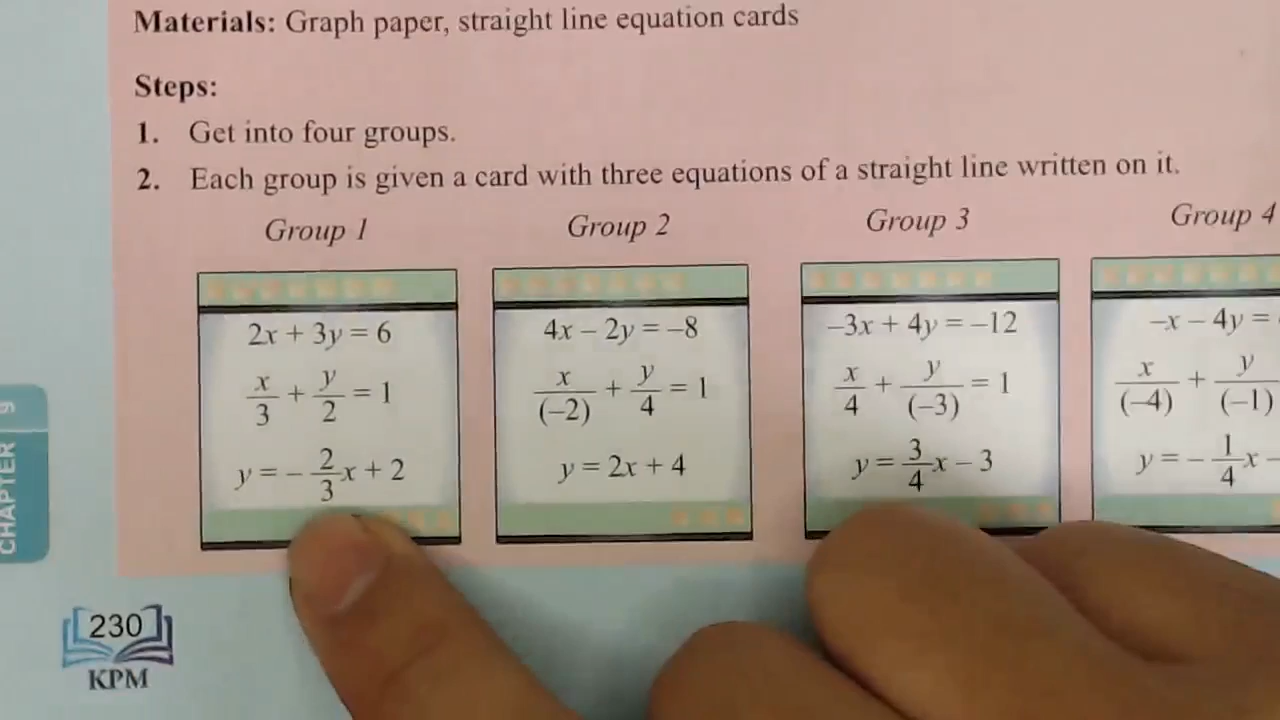 Materials: Graph paper, straight line equation cards
Steps:
1. Get into four groups.
2. Each group is given a card with three equations of a straight line written on it.
Group 1
2x + 3y = 6
x/3 + y/2 = 1
y = -2/3x + 2
Group 2
4x – 2y = –8
x/(–2) + y/4 = 1
y = 2x + 4
Group 3
–3x + 4y = –12
x/4 + y/(–3) = 1
y = 3/4x – 3
Group 4
–x – 4y =
x/(–4) + y/(–1)
y = –1/4x –
CHAPTER 9
230
KPM